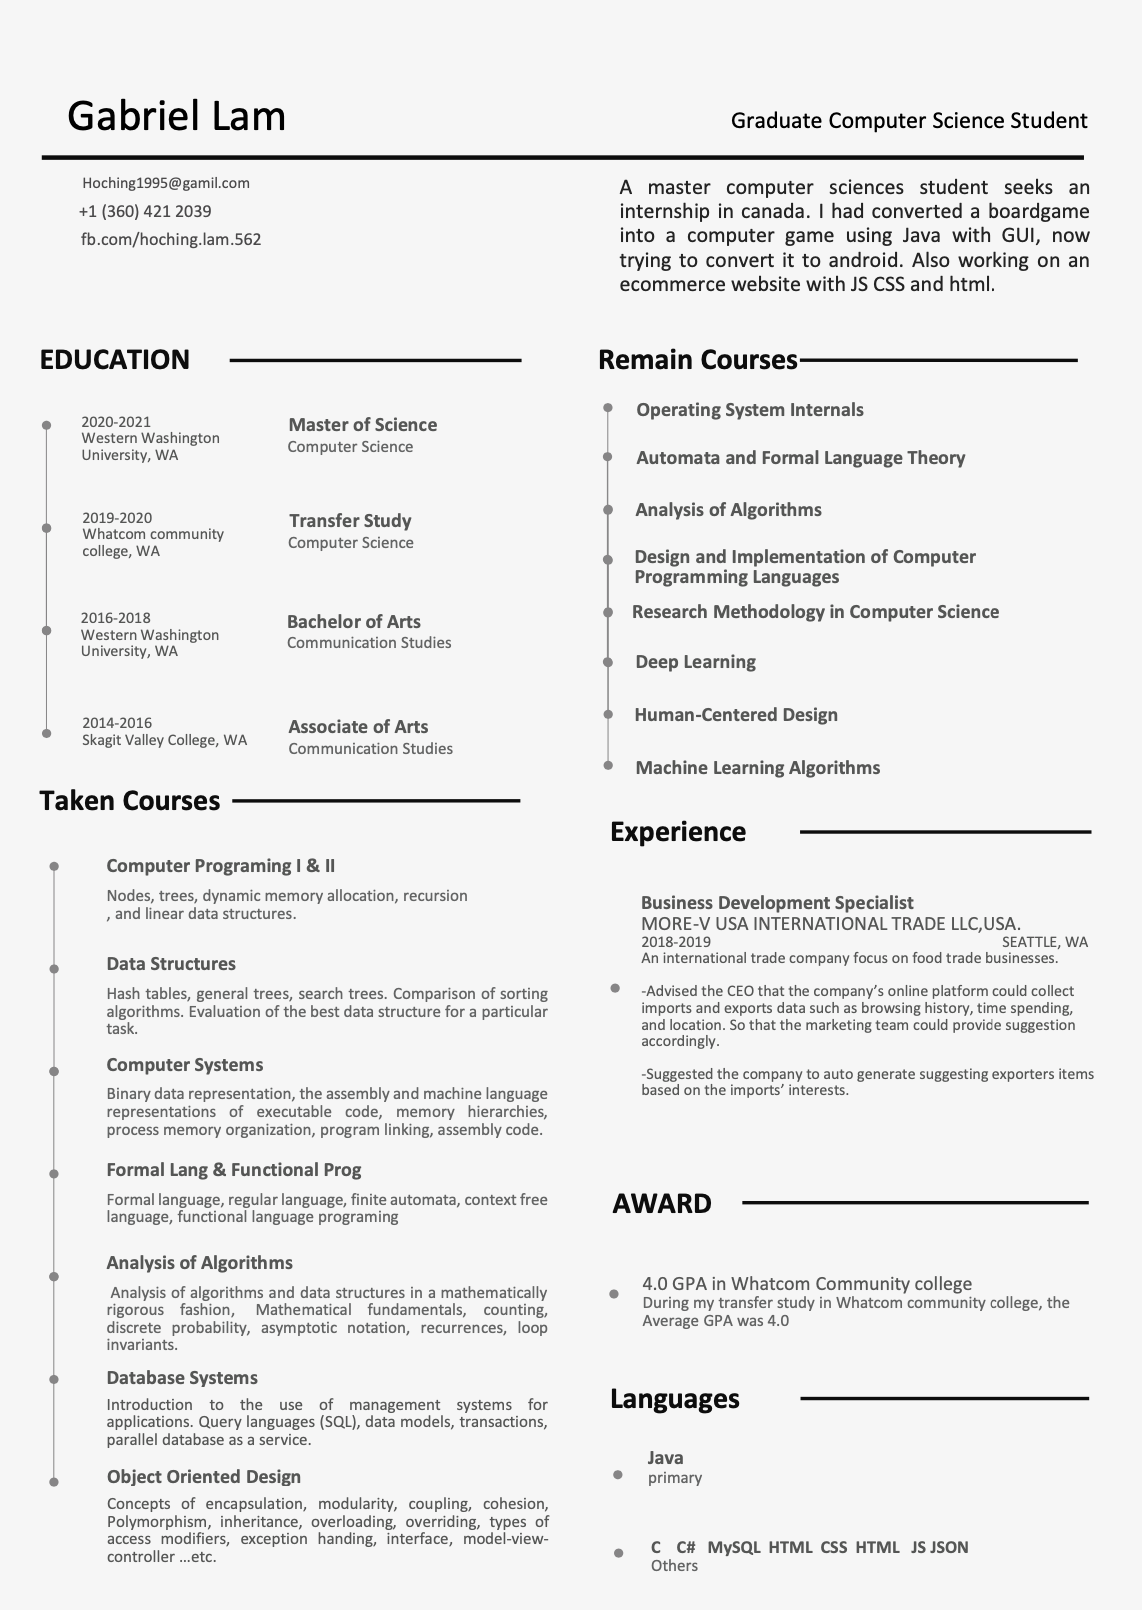 Gabriel Lam
Graduate Computer Science Student
Hoching1995@gamil.com
+1 (360) 421 2039
fb.com/hoching.lam.562
A master computer sciences student seeks an
internship in canada. I had converted a boardgame
into a computer game using Java with GUI, now
trying to convert it to android. Also working on an
ecommerce website with JS CSS and html.
EDUCATION
2020-2021
Western Washington
University, WA
Master of Science
Computer Science
2019-2020
Whatcom community
college, WA
Transfer Study
Computer Science
2016-2018
Western Washington
University, WA
Bachelor of Arts
Communication Studies
2014-2016
Skagit Valley College, WA
Associate of Arts
Communication Studies
Taken Courses
Computer Programing I & II
Nodes, trees, dynamic memory allocation, recursion
, and linear data structures.
Data Structures
Hash tables, general trees, search trees. Comparison of sorting
algorithms. Evaluation of the best data structure for a particular
task.
Computer Systems
Binary data representation, the assembly and machine language
representations of executable code, memory hierarchies,
process memory organization, program linking, assembly code.
Formal Lang & Functional Prog
Formal language, regular language, finite automata, context free
language, functional language programing
Analysis of Algorithms
Analysis of algorithms and data structures in a mathematically
rigorous fashion, Mathematical fundamentals, counting,
discrete probability, asymptotic notation, recurrences, loop
invariants.
Database Systems
Introduction to the use of management systems for
applications. Query languages (SQL), data models, transactions,
parallel database as a service.
Object Oriented Design
Concepts of encapsulation, modularity, coupling, cohesion,
Polymorphism, inheritance, overloading, overriding, types of
access modifiers, exception handing, interface, model-view-
controller …etc.
Remain Courses
Operating System Internals
Automata and Formal Language Theory
Analysis of Algorithms
Design and Implementation of Computer
Programming Languages
Research Methodology in Computer Science
Deep Learning
Human-Centered Design
Machine Learning Algorithms
Experience
Business Development Specialist
MORE-V USA INTERNATIONAL TRADE LLC,USA.
2018-2019 SEATTLE, WA
An international trade company focus on food trade businesses.
-Advised the CEO that the company’s online platform could collect
imports and exports data such as browsing history, time spending,
and location. So that the marketing team could provide suggestion
accordingly.
-Suggested the company to auto generate suggesting exporters items
based on the imports’ interests.
AWARD
4.0 GPA in Whatcom Community college
During my transfer study in Whatcom community college, the
Average GPA was 4.0
Languages
Java
primary
C C# MySQL HTML CSS HTML JS JSON
Others